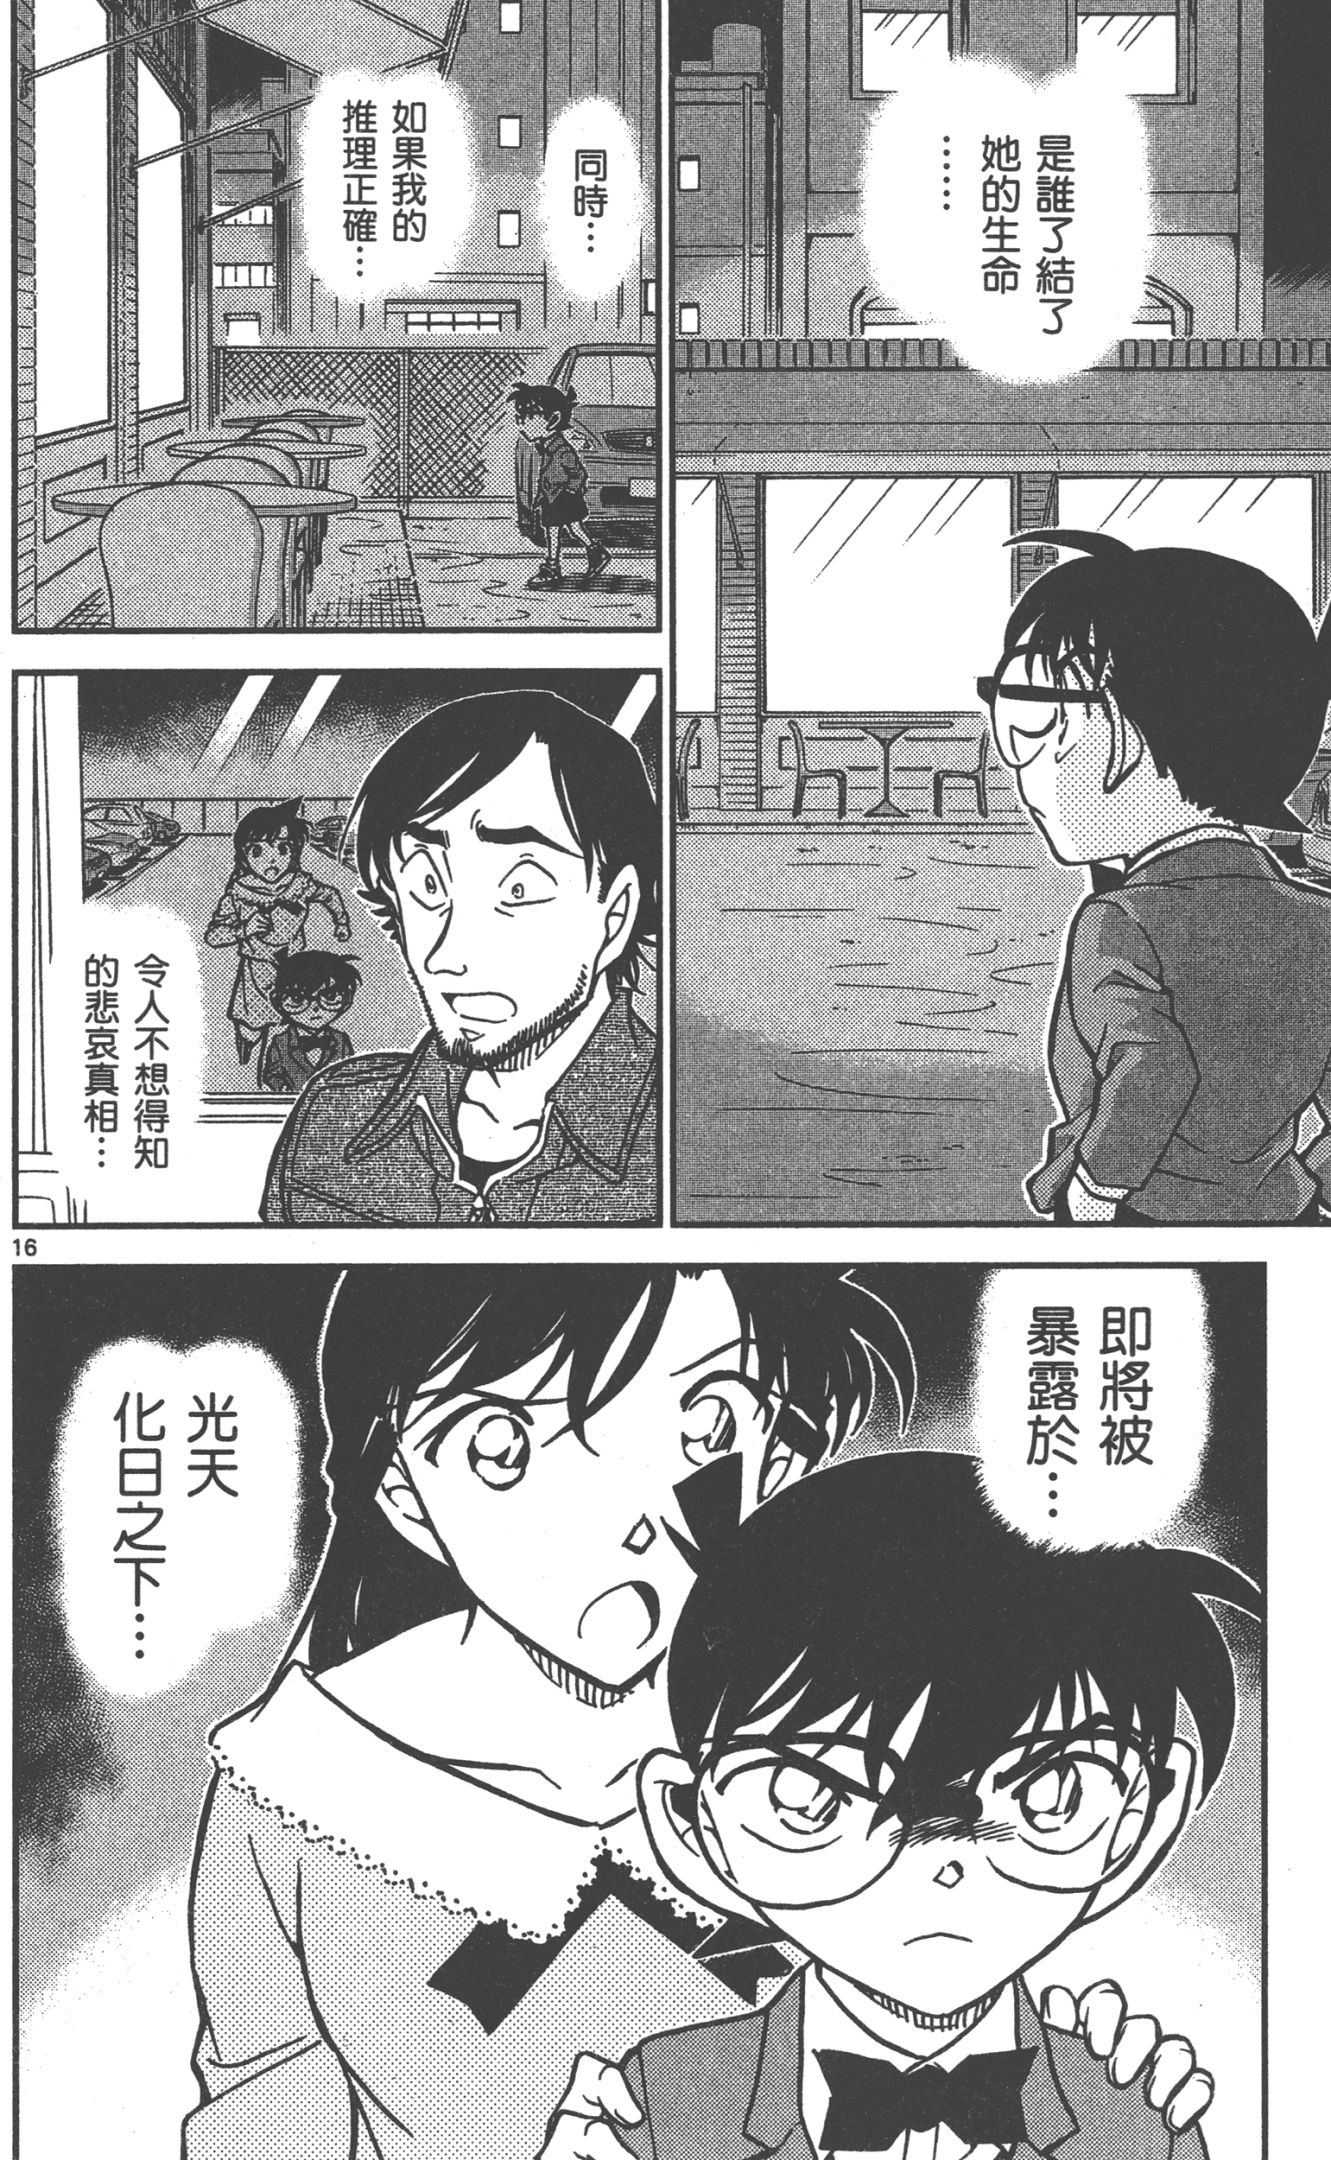 是誰了結了
她的生命
……
同時…
如果我的
推理正確…
令人不想得知
的悲哀真相…
16
即將被
暴露於…
光天
化日之下…